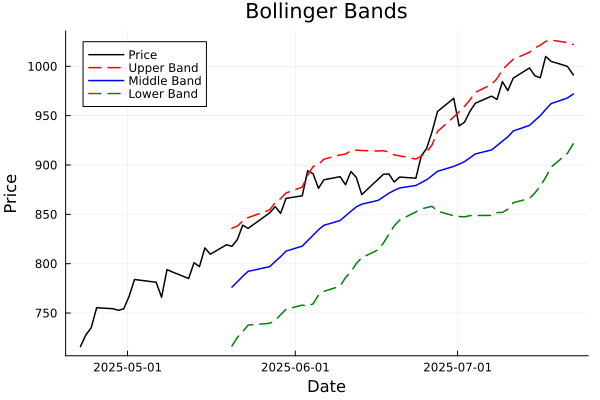 Bollinger Bands
Price
Upper Band
Middle Band
Lower Band
1000
950
900
850
800
750
Price
2025-05-01 2025-06-01 2025-07-01
Date